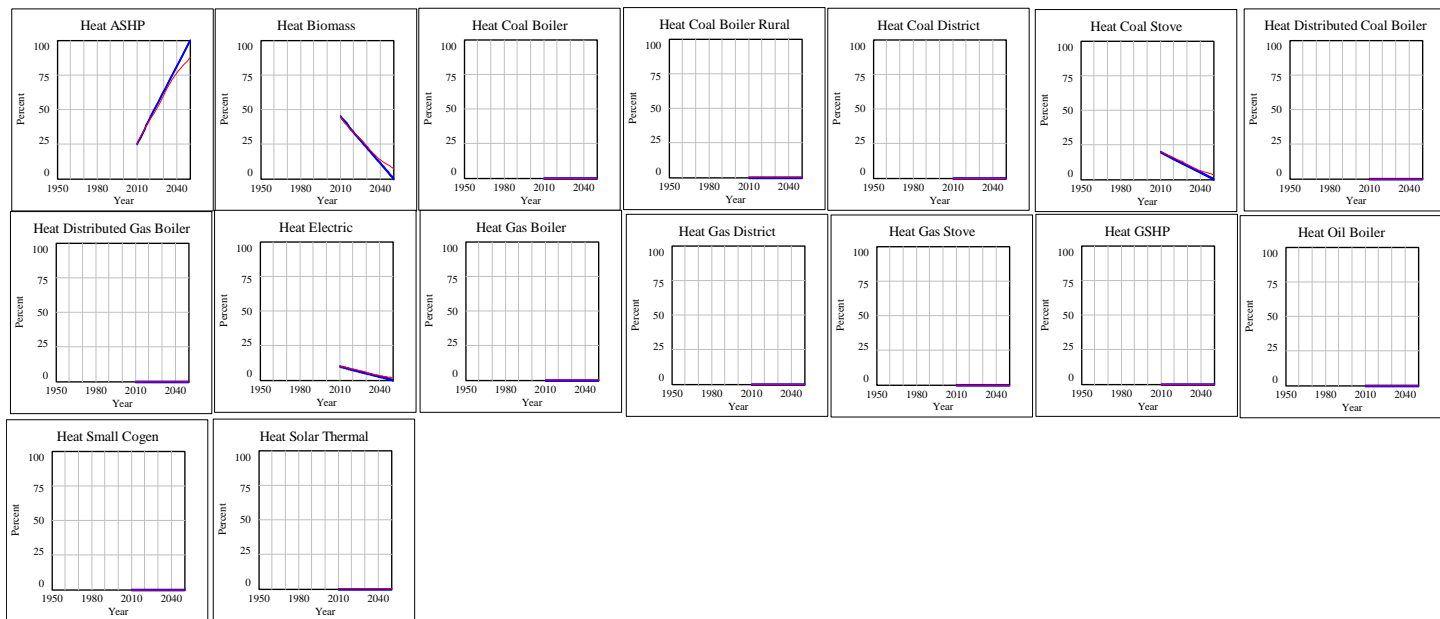 Heat ASHP
100
75
50
25
0
Percent
1950 1980 2010 2040
Year
Heat Biomass
100
75
50
25
0
Percent
1950 1980 2010 2040
Year
Heat Coal Boiler
100
75
50
25
0
Percent
1950 1980 2010 2040
Year
Heat Coal Boiler Rural
100
75
50
25
0
Percent
1950 1980 2010 2040
Year
Heat Coal District
100
75
50
25
0
Percent
1950 1980 2010 2040
Year
Heat Coal Stove
100
75
50
25
0
Percent
1950 1980 2010 2040
Year
Heat Distributed Coal Boiler
100
75
50
25
0
Percent
1950 1980 2010 2040
Year
Heat Distributed Gas Boiler
100
75
50
25
0
Percent
1950 1980 2010 2040
Year
Heat Electric
100
75
50
25
0
Percent
1950 1980 2010 2040
Year
Heat Gas Boiler
100
75
50
25
0
Percent
1950 1980 2010 2040
Year
Heat Gas District
100
75
50
25
0
Percent
1950 1980 2010 2040
Year
Heat Gas Stove
100
75
50
25
0
Percent
1950 1980 2010 2040
Year
Heat GSHP
100
75
50
25
0
Percent
1950 1980 2010 2040
Year
Heat Oil Boiler
100
75
50
25
0
Percent
1950 1980 2010 2040
Year
Heat Small Cogen
100
75
50
25
0
Percent
1950 1980 2010 2040
Year
Heat Solar Thermal
100
75
50
25
0
Percent
1950 1980 2010 2040
Year